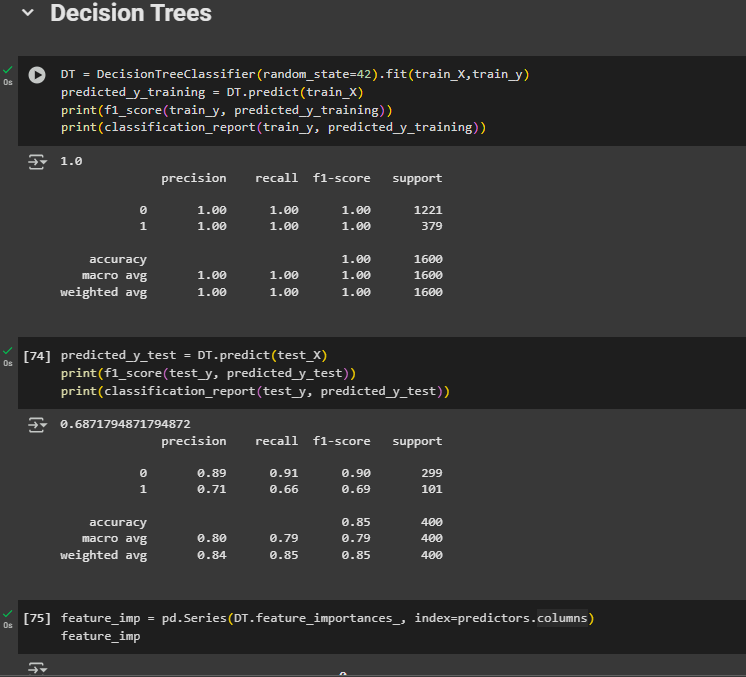 Decision Trees
0s
DT = DecisionTreeClassifier(random_state=42).fit(train_X,train_y)
predicted_y_training = DT.predict(train_X)
print(f1_score(train_y, predicted_y_training))
print(classification_report(train_y, predicted_y_training))
1.0
precision recall f1-score support
0 1.00 1.00 1.00 1221
1 1.00 1.00 1.00 379
accuracy 1.00 1600
macro avg 1.00 1.00 1.00 1600
weighted avg 1.00 1.00 1.00 1600
0s
[74] predicted_y_test = DT.predict(test_X)
print(f1_score(test_y, predicted_y_test))
print(classification_report(test_y, predicted_y_test))
0.6871794871794872
precision recall f1-score support
0 0.89 0.91 0.90 299
1 0.71 0.66 0.69 101
accuracy 0.85 400
macro avg 0.80 0.79 0.79 400
weighted avg 0.84 0.85 0.85 400
0s
[75] feature_imp = pd.Series(DT.feature_importances_, index=predictors.columns)
feature_imp